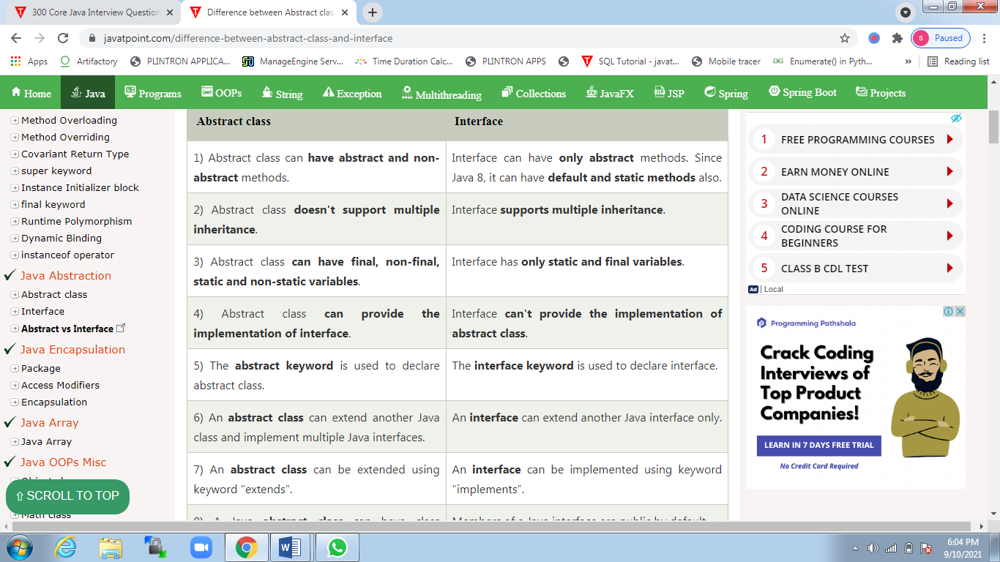 300 Core Java Interview Question
Difference between Abstract clas
javatpoint.com/difference-between-abstract-class-and-interface
S Paused
Apps
Artifactory
PLINTRON APPLICA...
ManageEngine Serv...
Time Duration Calc...
PLINTRON APPS
SQL Tutorial - javat...
Mobile tracer
Enumerate() in Pyth...
»
Reading list
Home
Java
Programs
OOPs
String
Exception
Multithreading
Collections
JavaFX
JSP
Spring
Spring Boot
Projects
Method Overloading
Method Overriding
Covariant Return Type
super keyword
Instance Initializer block
final keyword
Runtime Polymorphism
Dynamic Binding
instanceof operator
Java Abstraction
Abstract class
Interface
Abstract vs Interface
Java Encapsulation
Package
Access Modifiers
Encapsulation
Java Array
Java Array
Java OOPs Misc
SCROLL TO TOP
Math class
Abstract class
Interface
1) Abstract class can have abstract and non-
abstract methods.
Interface can have only abstract methods. Since
Java 8, it can have default and static methods also.
2) Abstract class doesn't support multiple
inheritance.
Interface supports multiple inheritance.
3) Abstract class can have final, non-final,
static and non-static variables.
Interface has only static and final variables.
4) Abstract class can provide the
implementation of interface.
Interface can't provide the implementation of
abstract class.
5) The abstract keyword is used to declare
abstract class.
The interface keyword is used to declare interface.
6) An abstract class can extend another Java
class and implement multiple Java interfaces.
An interface can extend another Java interface only.
7) An abstract class can be extended using
keyword "extends".
An interface can be implemented using keyword
"implements".
8) A Java abstract class can have class
Members of a Java interface are public by default.
1 FREE PROGRAMMING COURSES
2 EARN MONEY ONLINE
3 DATA SCIENCE COURSES
ONLINE
4 CODING COURSE FOR
BEGINNERS
5 CLASS B CDL TEST
Ad | Local
Programming Pathshala
Crack Coding
Interviews of
Top Product
Companies!
LEARN IN 7 DAYS FREE TRIAL
No Credit Card Required
6:04 PM
9/10/2021